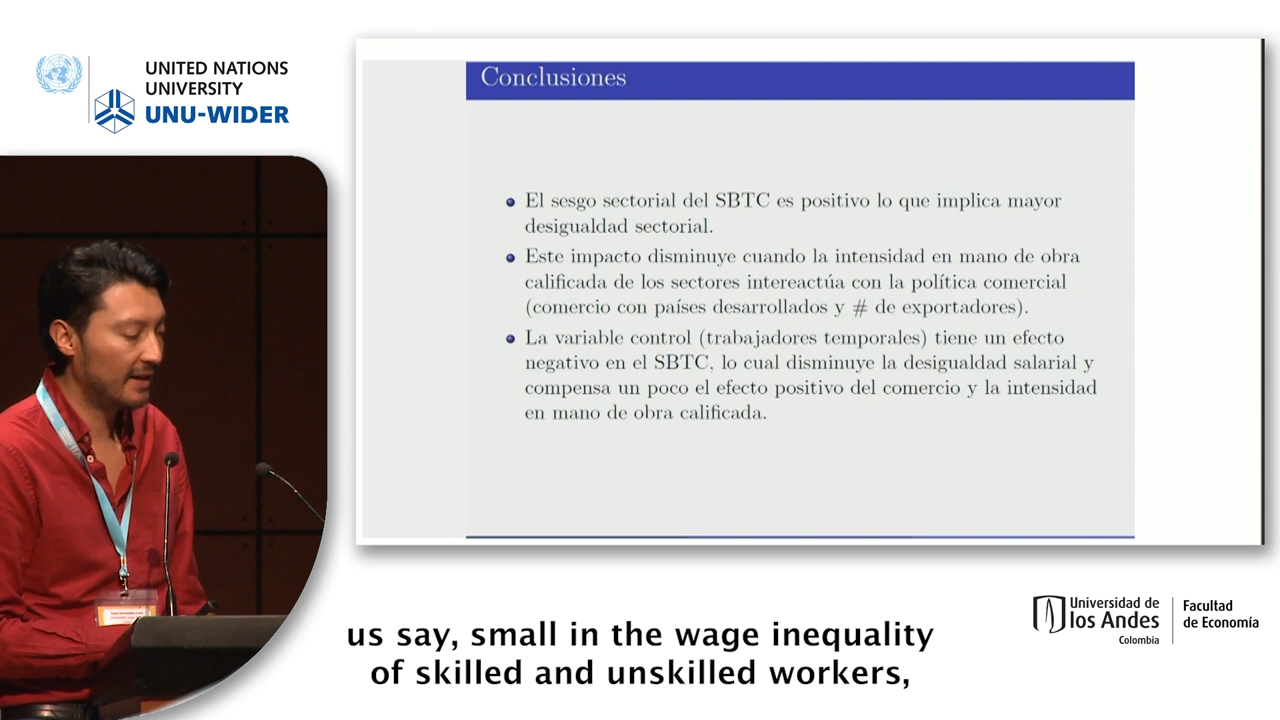 UNITED NATIONS
UNIVERSITY
UNU-WIDER
Conclusiones
El sesgo sectorial del SBTC es positivo lo que implica mayor
desigualdad sectorial.
Este impacto disminuye cuando la intensidad en mano de obra
calificada de los sectores intereactúa con la política comercial
(comercio con países desarrollados y # de exportadores).
La variable control (trabajadores temporales) tiene un efecto
negativo en el SBTC, lo cual disminuye la desigualdad salarial y
compensa un poco el efecto positivo del comercio y la intensidad
en mano de obra calificada.
us say, small in the wage inequality
of skilled and unskilled workers,
Universidad de
los Andes
Colombia
Facultad
de Economía